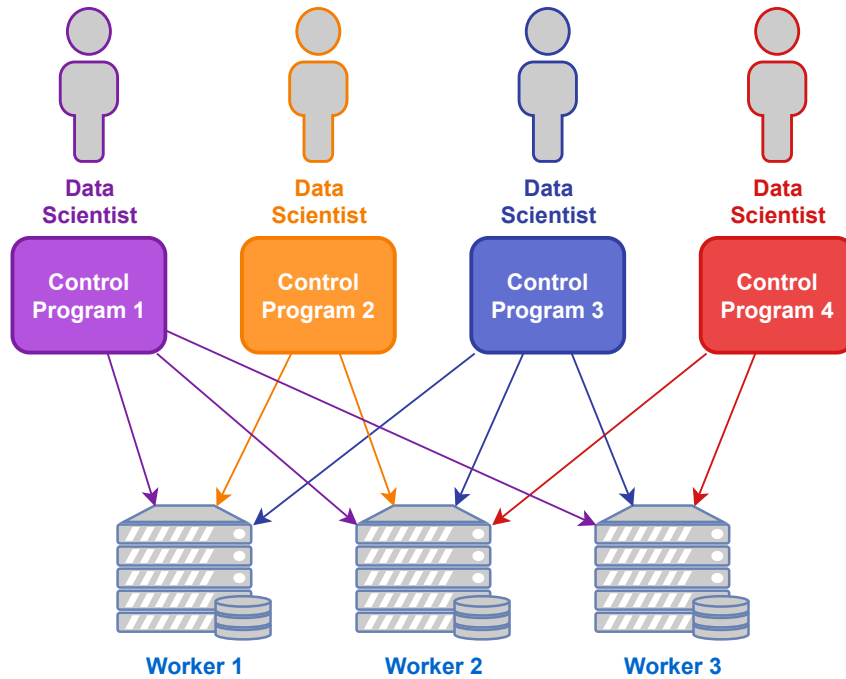 Data
Scientist
Data
Scientist
Data
Scientist
Data
Scientist
Control
Program 1
Control
Program 2
Control
Program 3
Control
Program 4
Worker 1
Worker 2
Worker 3